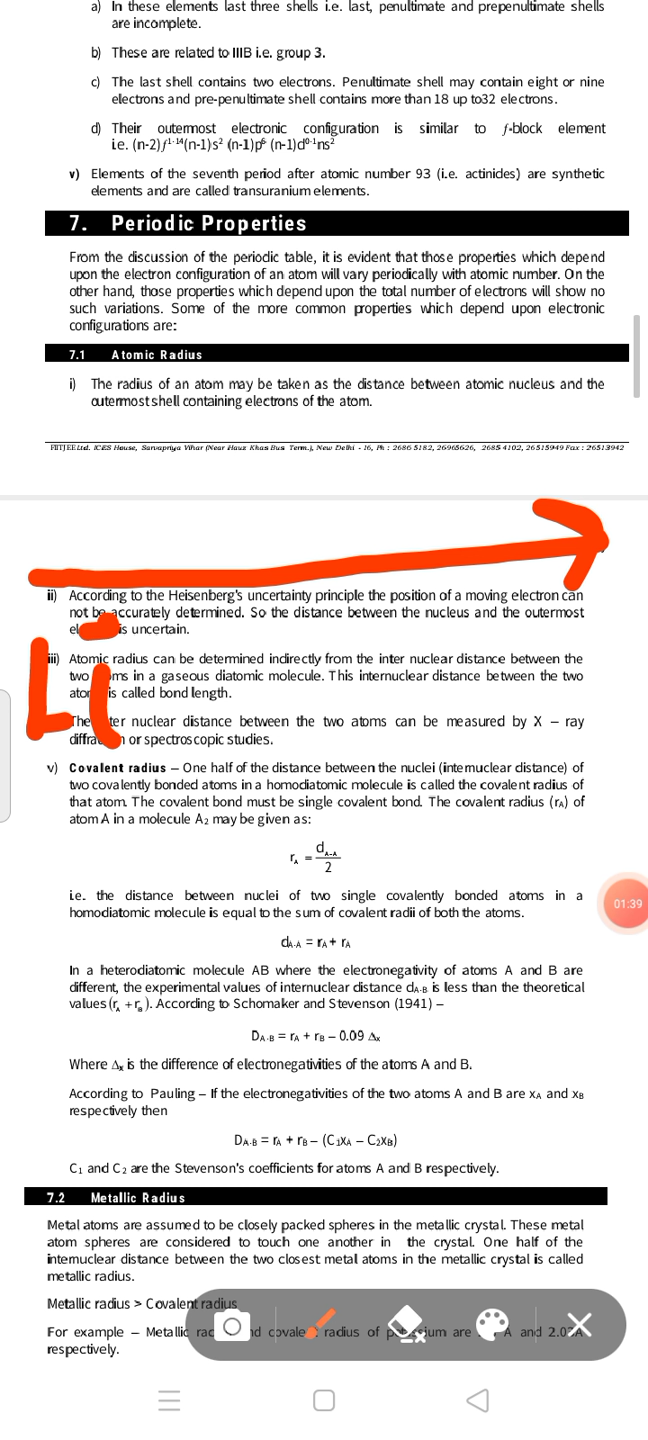 a) In these elements last three shells i.e. last, penultimate and prepenultimate shells
are incomplete.
b) These are related to IIIB i.e. group 3.
c) The last shell contains two electrons. Penultimate shell may contain eight or nine
electrons and pre-penultimate shell contains more than 18 up to32 electrons.
d) Their outermost electronic configuration is similar to f-block element
i.e. (n-2)f¹⁻¹⁴(n-1)s² (n-1)p⁶ (n-1)d⁰⁻¹ns²
v) Elements of the seventh period after atomic number 93 (i.e. actinides) are synthetic
elements and are called transuranium elements.
7. Periodic Properties
From the discussion of the periodic table, it is evident that those properties which depend
upon the electron configuration of an atom will vary periodically with atomic number. On the
other hand, those properties which depend upon the total number of electrons will show no
such variations. Some of the more common properties which depend upon electronic
configurations are:
7.1 Atomic Radius
i) The radius of an atom may be taken as the distance between atomic nucleus and the
outermost shell containing electrons of the atom.
FIITJEE Ltd. ICES House, Sarvapriya Vihar (Near Hauz Khas Bus Term.), New Delhi - 16, Ph : 2686 5182, 26965626, 2685 4102, 26515949 Fax : 26513942
ii) According to the Heisenberg's uncertainty principle the position of a moving electron can
not be accurately determined. So the distance between the nucleus and the outermost
is uncertain.
iii) Atomic radius can be determined indirectly from the inter nuclear distance between the
two in a gaseous diatomic molecule. This internuclear distance between the two
is called bond length.
The nuclear distance between the two atoms can be measured by X – ray
or spectroscopic studies.
v) Covalent radius – One half of the distance between the nuclei (internuclear distance) of
two covalently bonded atoms in a homodiatomic molecule is called the covalent radius of
that atom. The covalent bond must be single covalent bond. The covalent radius (rA) of
atom A in a molecule A₂ may be given as:
rA = dA-A / 2
i.e. the distance between nuclei of two single covalently bonded atoms in a
homodiatomic molecule is equal to the sum of covalent radii of both the atoms.
dA-A = rA + rA
In a heterodiatomic molecule AB where the electronegativity of atoms A and B are
different, the experimental values of internuclear distance dA-B is less than the theoretical
values (rA + rB). According to Schomaker and Stevenson (1941) –
DA-B = rA + rB – 0.09 Δx
Where Δx is the difference of electronegativities of the atoms A and B.
According to Pauling – If the electronegativities of the two atoms A and B are xA and xB
respectively then
DA-B = rA + rB – (C₁xA – C₂xB)
C₁ and C₂ are the Stevenson's coefficients for atoms A and B respectively.
7.2 Metallic Radius
Metal atoms are assumed to be closely packed spheres in the metallic crystal. These metal
atom spheres are considered to touch one another in the crystal. One half of the
internuclear distance between the two closest metal atoms in the metallic crystal is called
metallic radius.
Metallic radius > Covalent radius
For example – Metallic covalent radius of are and
respectively.
01:39